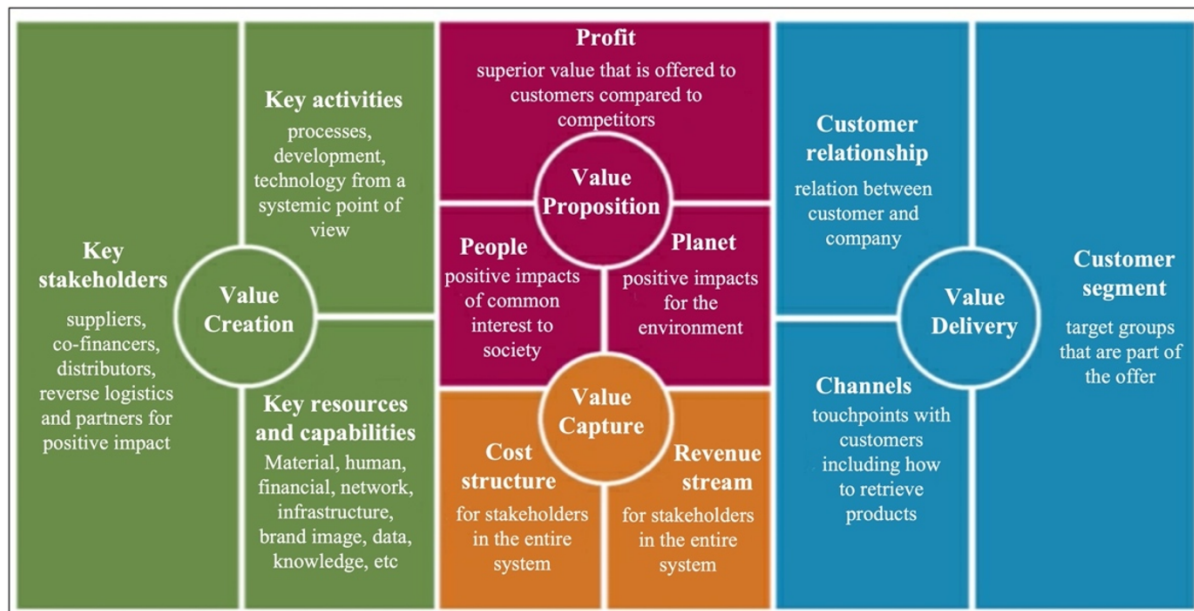 Key
stakeholders
suppliers,
co-financers,
distributors,
reverse logistics
and partners for
positive impact
Key activities
processes,
development,
technology from a
systemic point of
view
Value
Creation
Key resources
and capabilities
Material, human,
financial, network,
infrastructure,
brand image, data,
knowledge, etc
Profit
superior value that is offered to
customers compared to
competitors
Value
Proposition
People
positive impacts
of common
interest to
society
Planet
positive impacts
for the
environment
Value
Capture
Cost
structure
for stakeholders
in the entire
system
Revenue
stream
for stakeholders
in the entire
system
Customer
relationship
relation between
customer and
company
Value
Delivery
Channels
touchpoints with
customers
including how
to retrieve
products
Customer
segment
target groups
that are part of
the offer